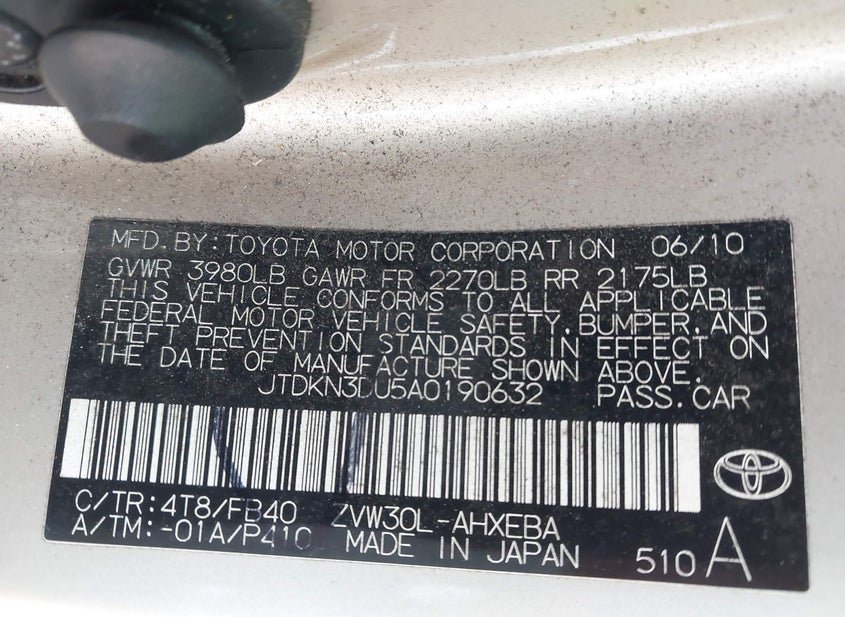 MFD. BY: TOYOTA MOTOR CORPORATION 06/10
GVWR 3980LB GAWR FR 2270LB RR 2175LB
THIS VEHICLE CONFORMS TO ALL APPLICABLE
FEDERAL MOTOR VEHICLE SAFETY, BUMPER, AND
THEFT PREVENTION STANDARDS IN EFFECT ON
THE DATE OF MANUFACTURE SHOWN ABOVE.
JTDKN3DU5A0190632 PASS. CAR
C/TR: 4T8/FB40 ZVW30L-AHXEBA
A/TM: -01A/P410 MADE IN JAPAN 510 A